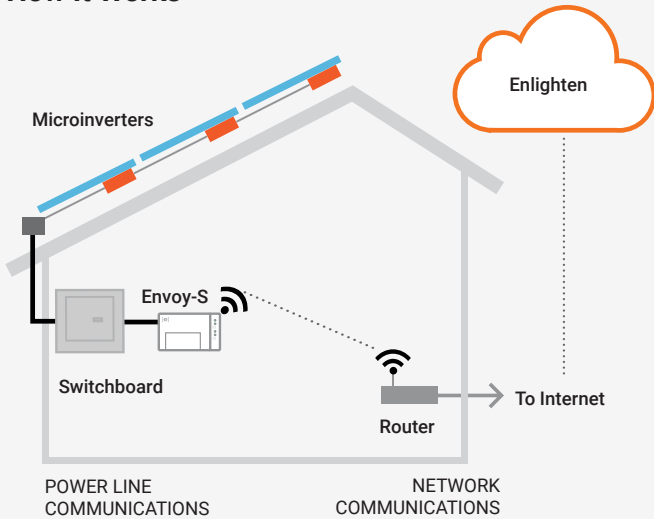 Enlighten
Microinverters
Envoy-S
Switchboard
To Internet
Router
POWER LINE
COMMUNICATIONS
NETWORK
COMMUNICATIONS